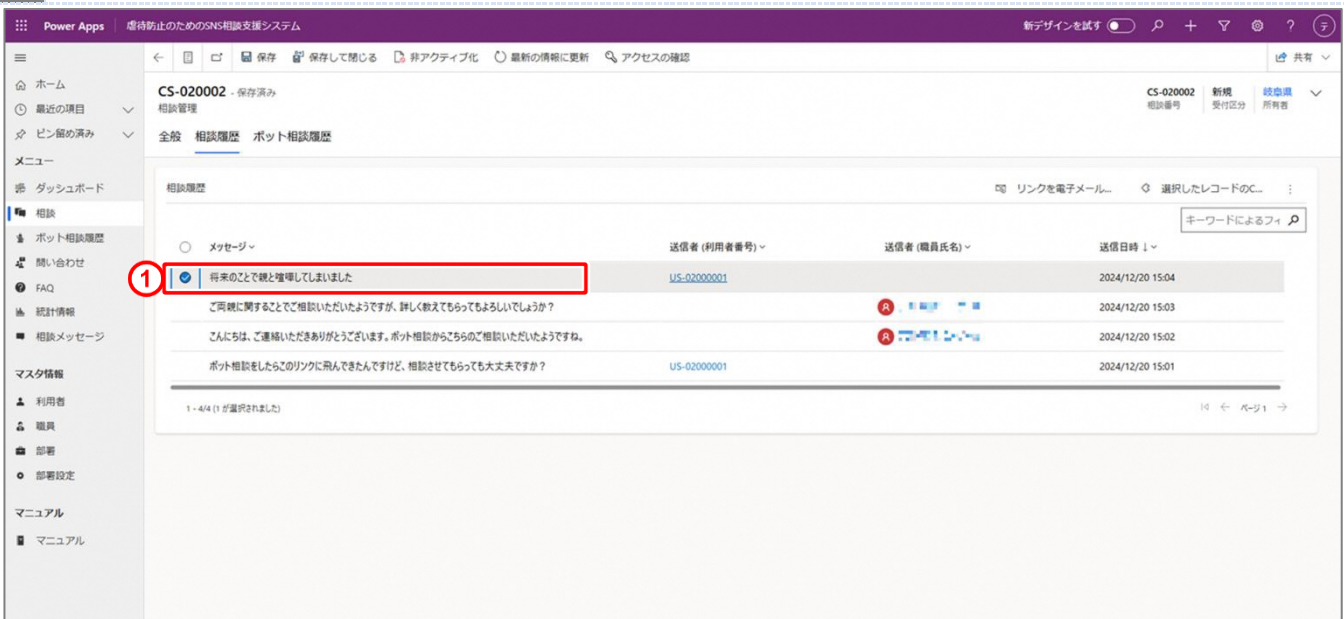 Power Apps 虐待防止のためのSNS相談支援システム 新デザインを試す
保存 保存して閉じる 非アクティブ化 最新の情報に更新 アクセスの確認 共有
ホーム
最近の項目
ピン留め済み
メニュー
ダッシュボード
相談
ボット相談履歴
問い合わせ
FAQ
統計情報
相談メッセージ
マスタ情報
利用者
職員
部署
部署設定
マニュアル
マニュアル
CS-020002 - 保存済み
相談管理
CS-020002 新規 岐阜県
相談番号 受付区分 所有者
全般 相談履歴 ボット相談履歴
相談履歴 リンクを電子メール... 選択したレコードのC...
キーワードによるフィ
メッセージ 送信者 (利用者番号) 送信者 (職員氏名) 送信日時 ↓
1 将来のことで親と喧嘩してしまいました US-02000001 2024/12/20 15:04
ご両親に関することでご相談いただいたようですが、詳しく教えてもらってもよろしいでしょうか? 2024/12/20 15:03
こんにちは、ご連絡いただきありがとうございます。ボット相談からこちらのご相談いただいたようですね。 2024/12/20 15:02
ボット相談をしたらこのリンクに飛んできたんですけど、相談させてもらっても大丈夫ですか? US-02000001 2024/12/20 15:01
1 - 4/4 (1 が選択されました) ページ 1